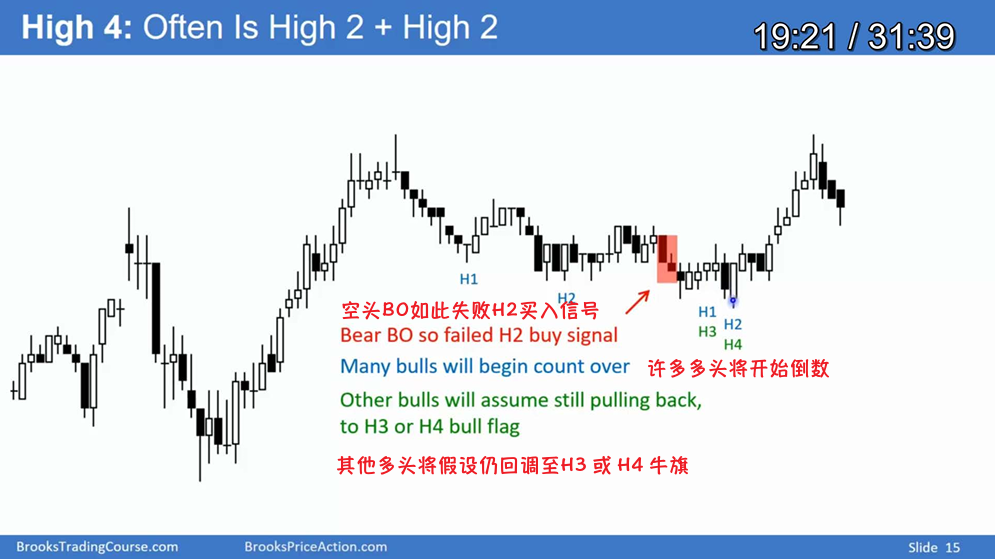 High 4: Often Is High 2 + High 2
19:21 / 31:39
H1
H2
空头BO如此失败H2买入信号
H1
H3
H2
H4
Bear BO so failed H2 buy signal
Many bulls will begin count over
许多多头将开始倒数
Other bulls will assume still pulling back,
to H3 or H4 bull flag
其他多头将假设仍回调至H3 或 H4 牛旗
BrooksTradingCourse.com
BrooksPriceAction.com
Slide 15